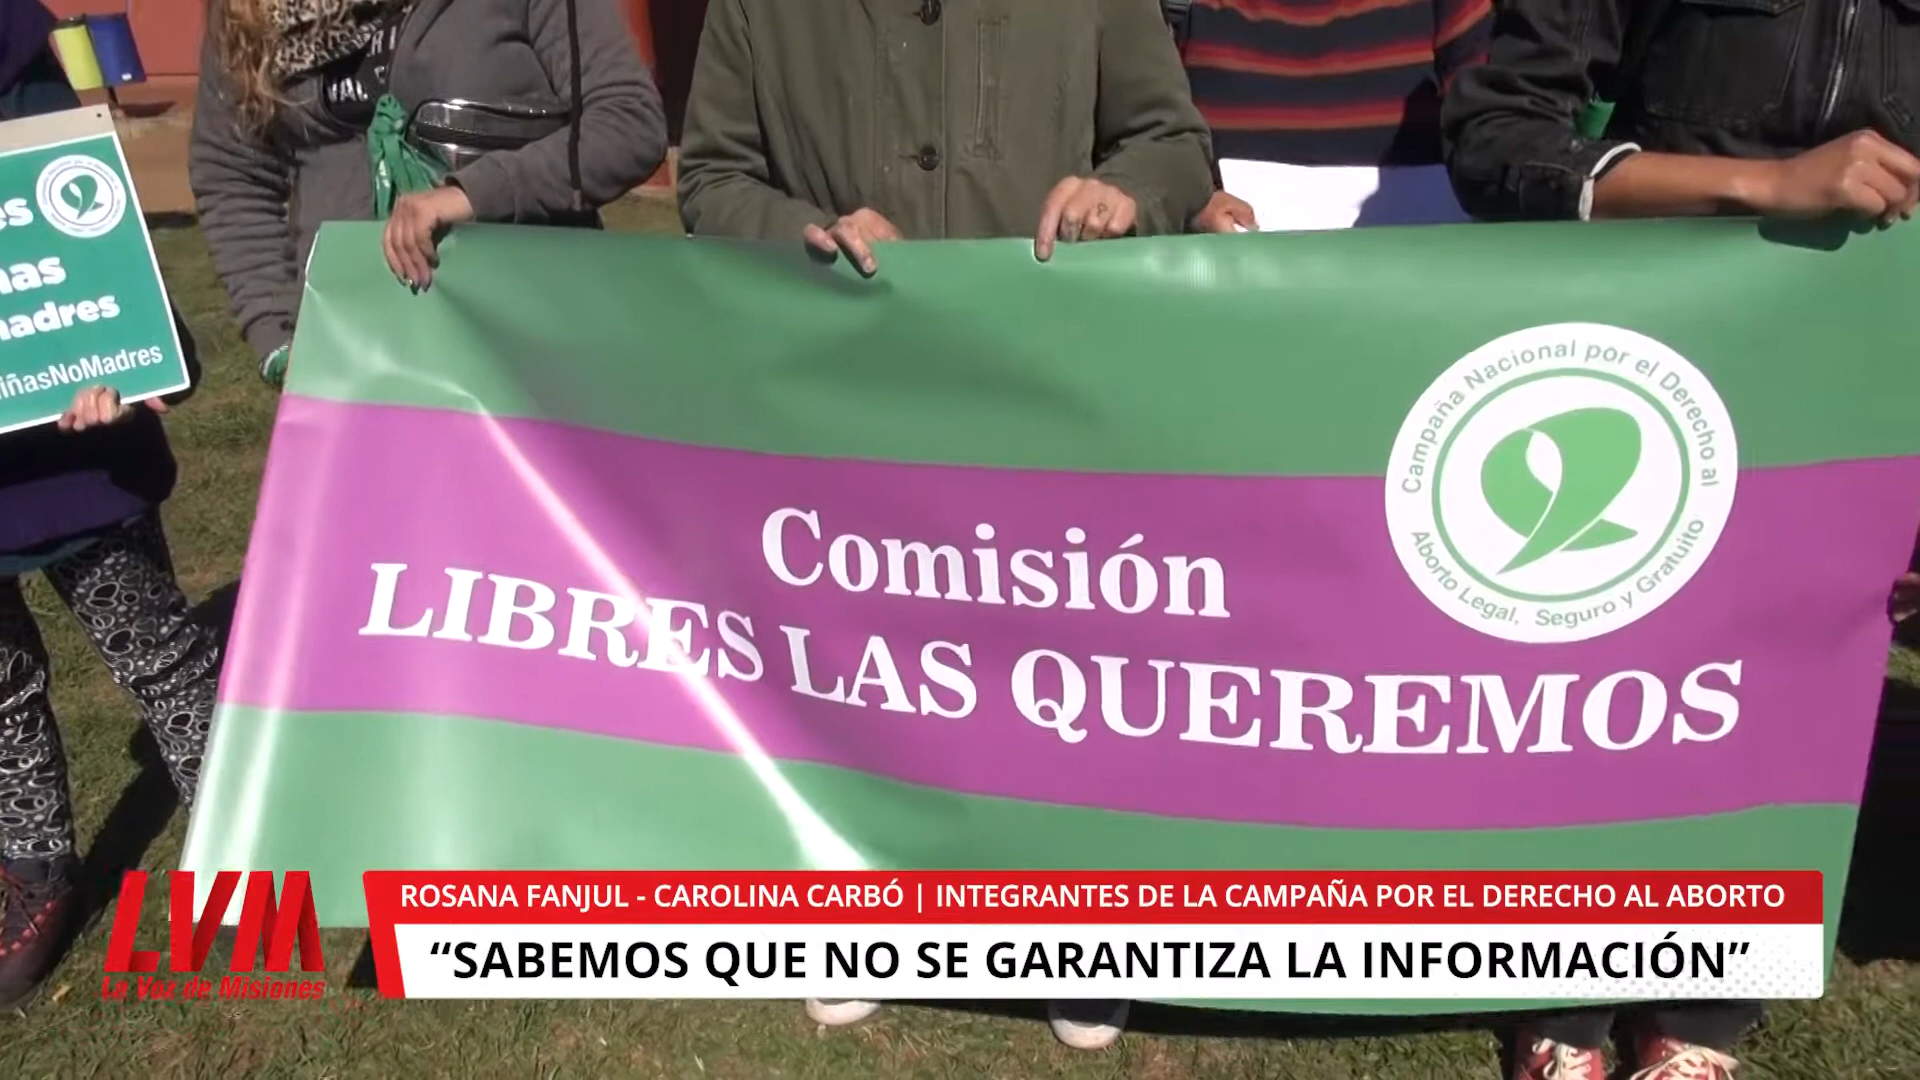 es
nas
madres
iñasNoMadres
Campaña Nacional por el Derecho al
Aborto Legal, Seguro y Gratuito
Comisión
LIBRES LAS QUEREMOS
LVM
La Voz de Misiones
ROSANA FANJUL - CAROLINA CARBÓ | INTEGRANTES DE LA CAMPAÑA POR EL DERECHO AL ABORTO
“SABEMOS QUE NO SE GARANTIZA LA INFORMACIÓN”